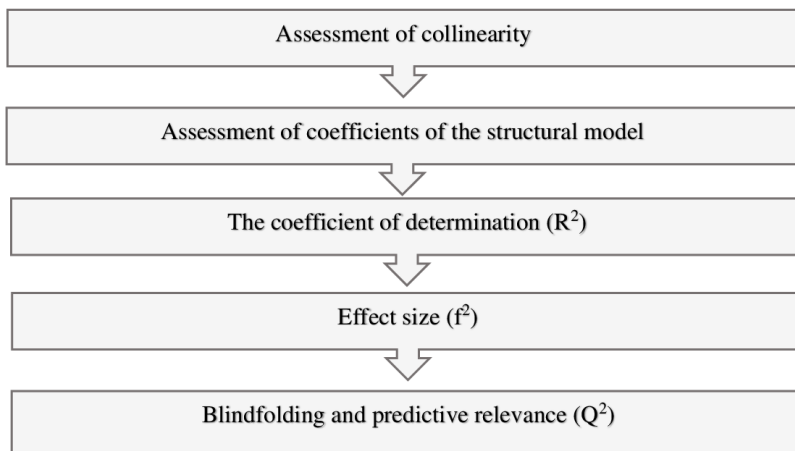 Assessment of collinearity
Assessment of coefficients of the structural model
The coefficient of determination (R²)
Effect size (f²)
Blindfolding and predictive relevance (Q²)